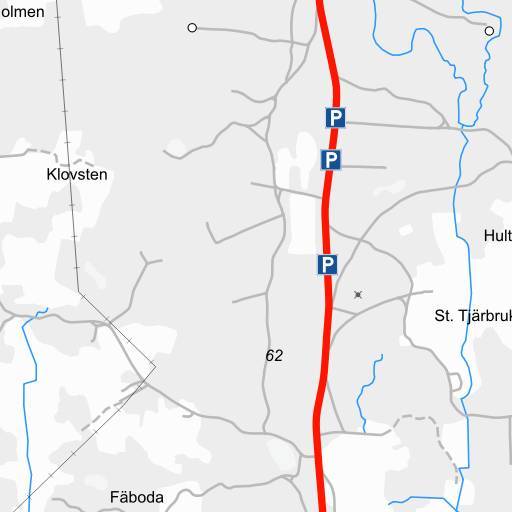 olmen
P
P
Klovsten
Hult
P
St. Tjärbruk
62
Fäboda